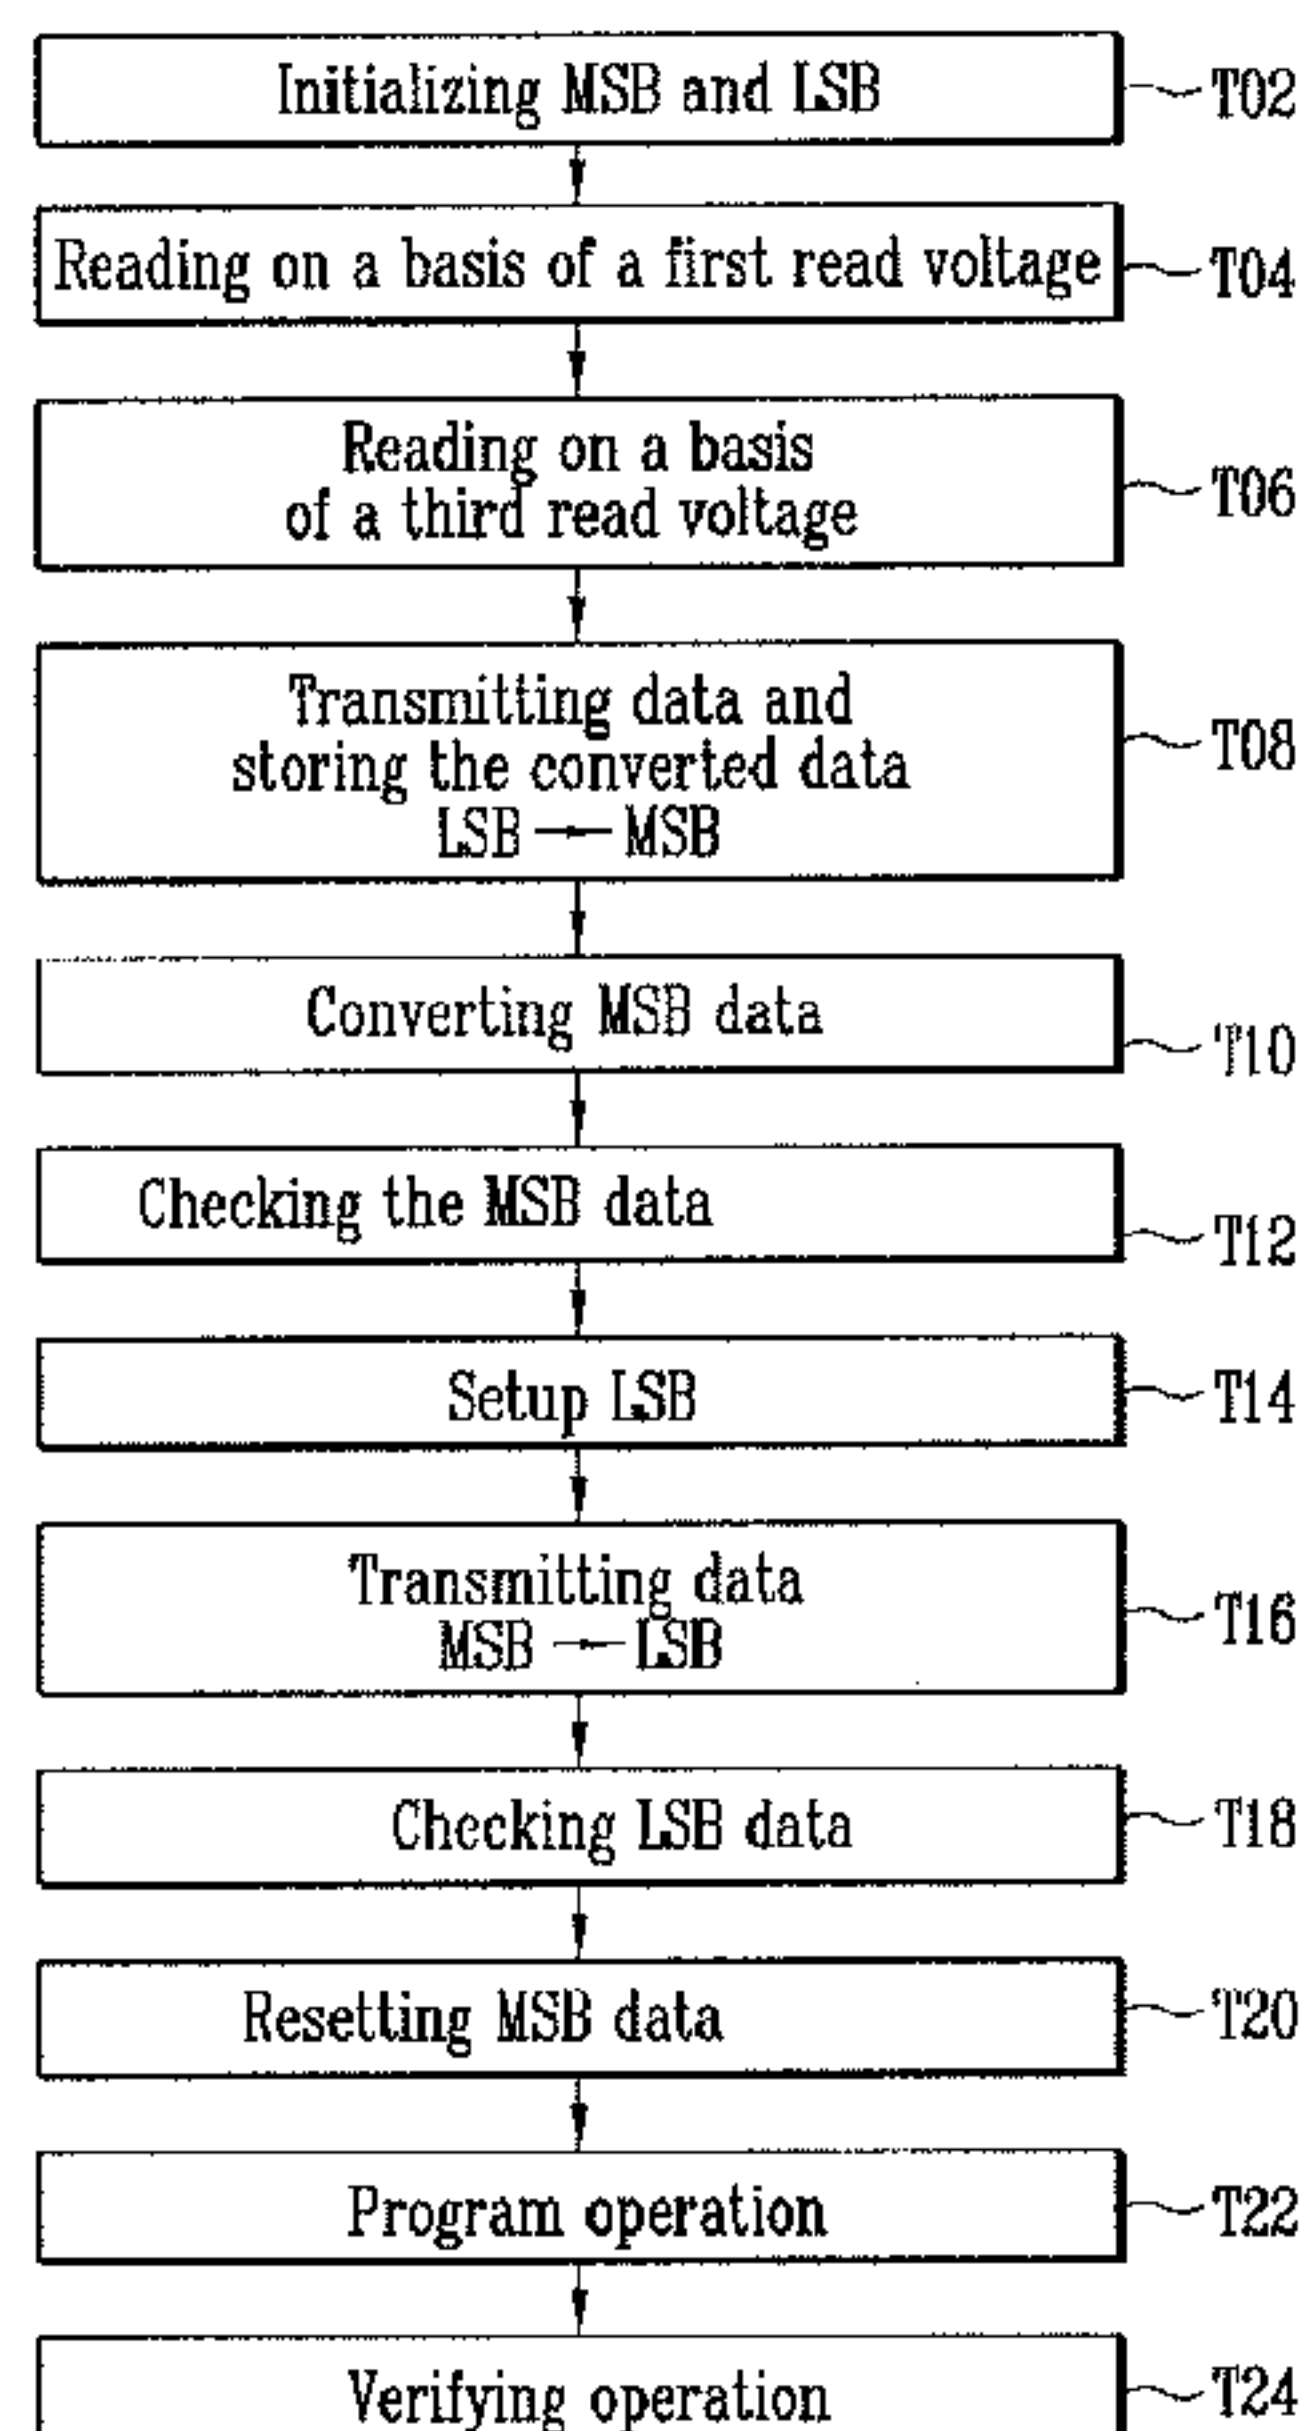 Initializing MSB and LSB
T02
Reading on a basis of a first read voltage
T04
Reading on a basis
of a third read voltage
T06
Transmitting data and
storing the converted data
LSB → MSB
T08
Converting MSB data
T10
Checking the MSB data
T12
Setup LSB
T14
Transmitting data
MSB → LSB
T16
Checking LSB data
T18
Resetting MSB data
T20
Program operation
T22
Verifying operation
T24